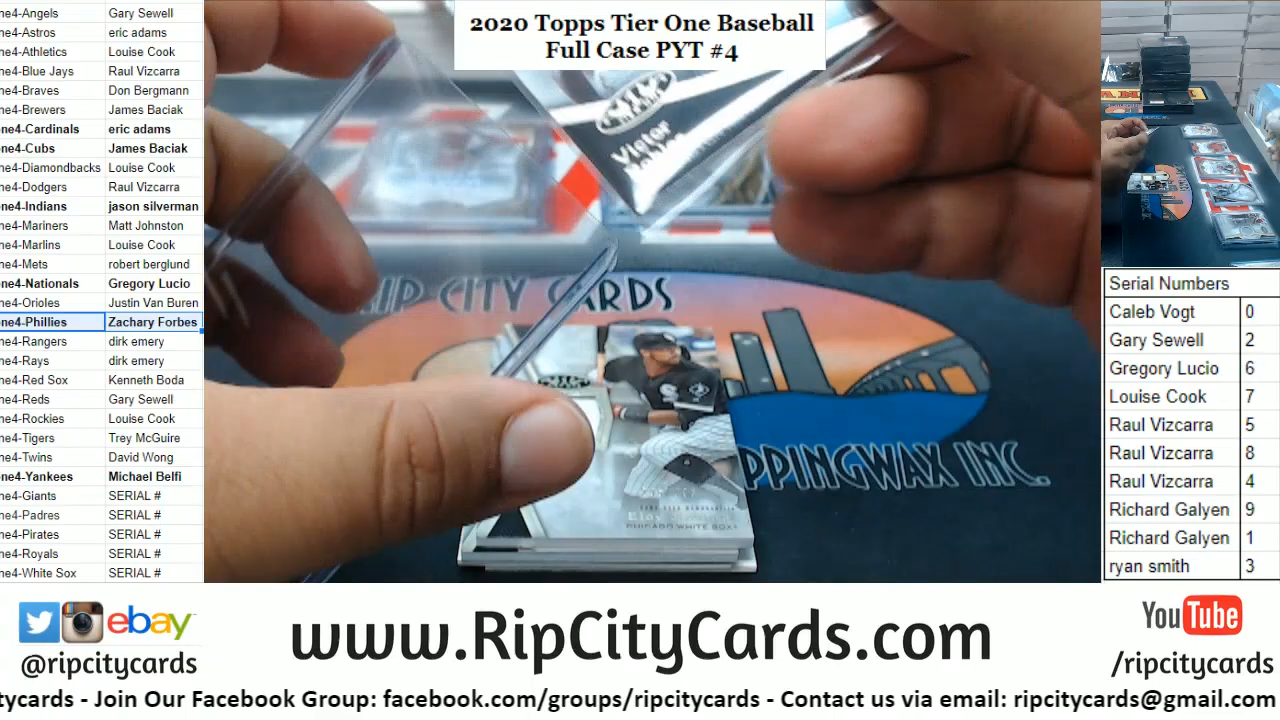 2020 Topps Tier One Baseball
Full Case PYT #4
ne4-Angels Gary Sewell
ne4-Astros eric adams
ne4-Athletics Louise Cook
ne4-Blue Jays Raul Vizcarra
ne4-Braves Don Bergmann
ne4-Brewers James Baciak
one4-Cardinals eric adams
one4-Cubs James Baciak
ne4-Diamondbacks Louise Cook
ne4-Dodgers Raul Vizcarra
one4-Indians jason silverman
ne4-Mariners Matt Johnston
ne4-Marlins Louise Cook
ne4-Mets robert berglund
one4-Nationals Gregory Lucio
ne4-Orioles Justin Van Buren
one4-Phillies Zachary Forbes
ne4-Rangers dirk emery
ne4-Rays dirk emery
ne4-Red Sox Kenneth Boda
ne4-Reds Gary Sewell
ne4-Rockies Louise Cook
ne4-Tigers Trey McGuire
ne4-Twins David Wong
one4-Yankees Michael Belfi
ne4-Giants SERIAL #
ne4-Padres SERIAL #
ne4-Pirates SERIAL #
ne4-Royals SERIAL #
ne4-White Sox SERIAL #
Victor
RIP CITY CARDS
PPINGWAX INC.
CHICAGO WHITE SOX
Serial Numbers
Caleb Vogt 0
Gary Sewell 2
Gregory Lucio 6
Louise Cook 7
Raul Vizcarra 5
Raul Vizcarra 8
Raul Vizcarra 4
Richard Galyen 9
Richard Galyen 1
ryan smith 3
ebay
@ripcitycards
www.RipCityCards.com
YouTube
/ripcitycards
tycards - Join Our Facebook Group: facebook.com/groups/ripcitycards - Contact us via email: ripcitycards@gmail.com